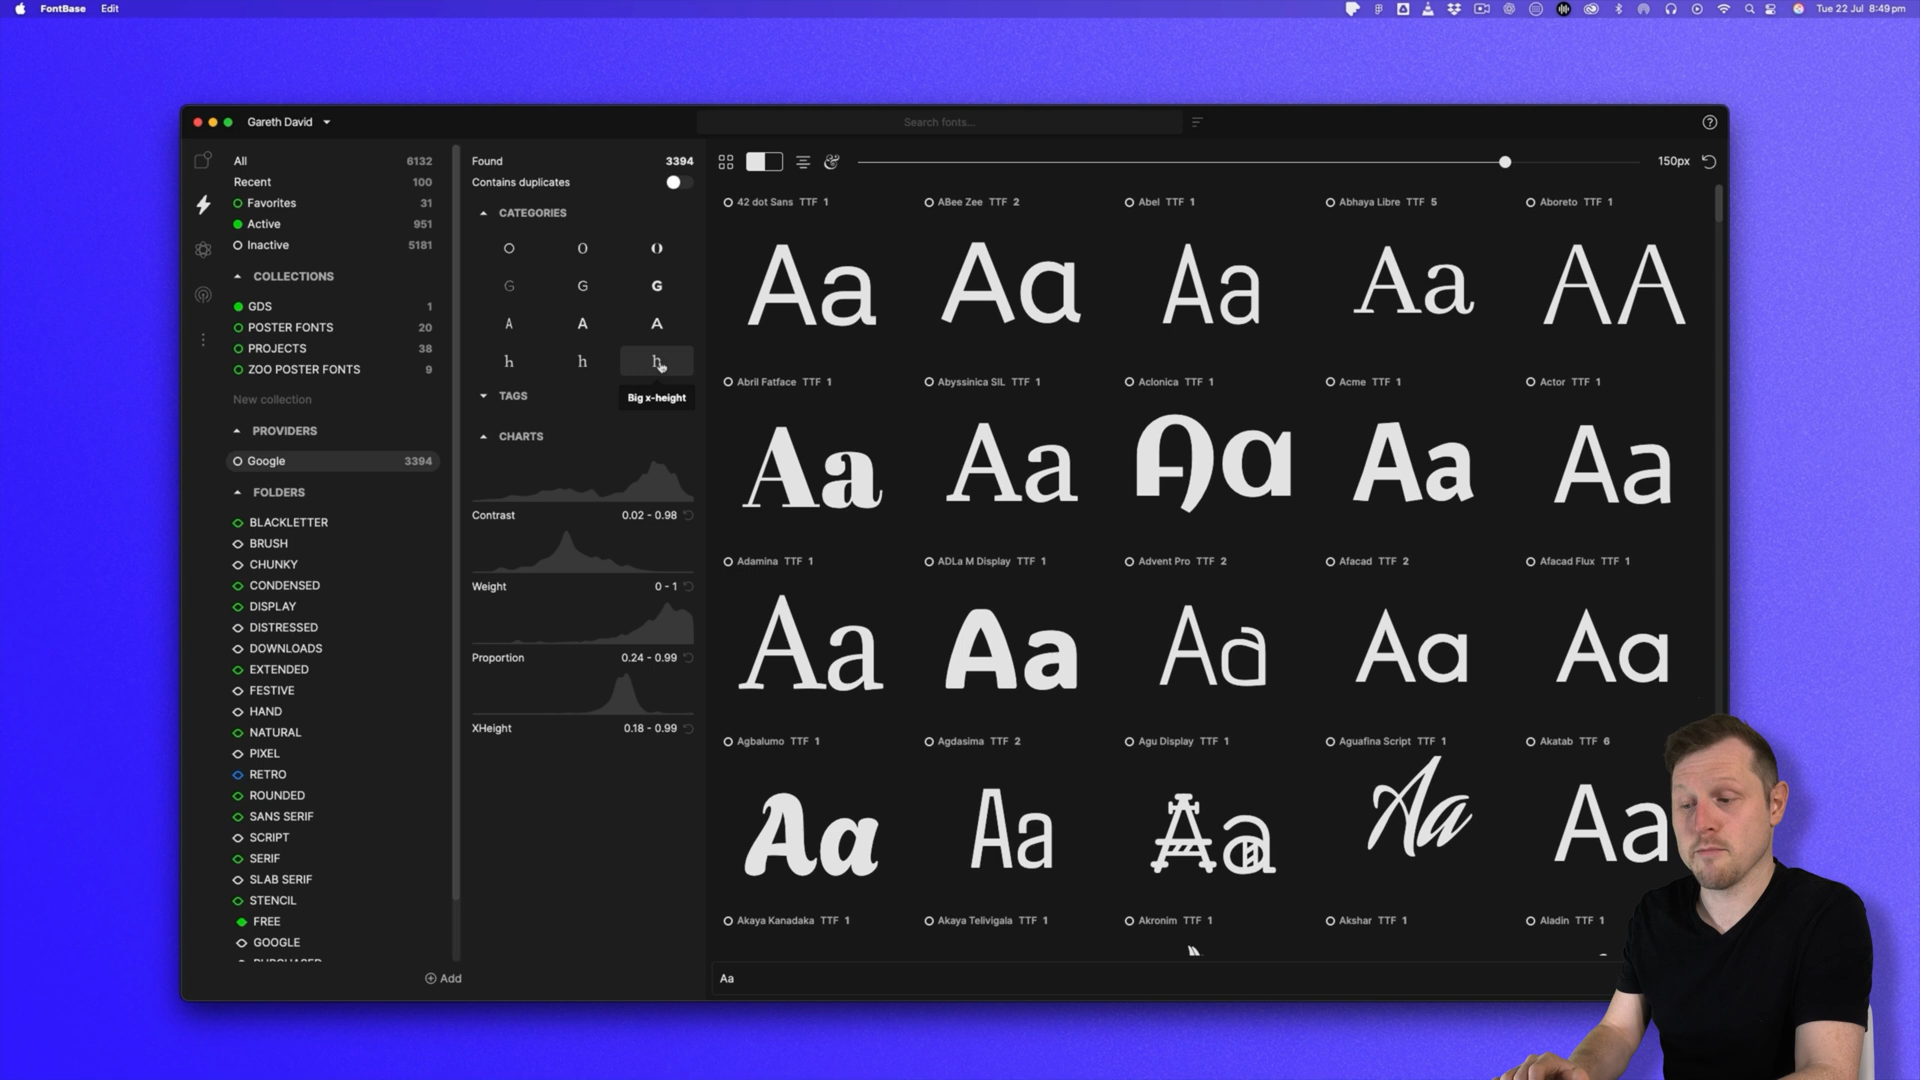 FontBase Edit
Tue 22 Jul 8:49 pm
Gareth David
Search fonts...
All 6132
Recent 100
Favorites 31
Active 951
Inactive 5181
COLLECTIONS
GDS 1
POSTER FONTS 20
PROJECTS 38
ZOO POSTER FONTS 9
New collection
PROVIDERS
Google 3394
FOLDERS
BLACKLETTER
BRUSH
CHUNKY
CONDENSED
DISPLAY
DISTRESSED
DOWNLOADS
EXTENDED
FESTIVE
HAND
NATURAL
PIXEL
RETRO
ROUNDED
SANS SERIF
SCRIPT
SERIF
SLAB SERIF
STENCIL
FREE
GOOGLE
Add
Found 3394
Contains duplicates
CATEGORIES
O O O
G G G
A A A
h h h
TAGS
Big x-height
CHARTS
Contrast 0.02 - 0.98
Weight 0 - 1
Proportion 0.24 - 0.99
XHeight 0.18 - 0.99
150px
42 dot Sans TTF 1 ABee Zee TTF 2 Abel TTF 1 Abhaya Libre TTF 5 Aboreto TTF 1
Aa Aa Aa Aa AA
Abril Fatface TTF 1 Abyssinica SIL TTF 1 Aclonica TTF 1 Acme TTF 1 Actor TTF 1
Aa Aa Aa Aa Aa
Adamina TTF 1 ADLa M Display TTF 1 Advent Pro TTF 2 Afacad TTF 2 Afacad Flux TTF 1
Aa Aa Aa Aa Aa
Agbalumo TTF 1 Agdasima TTF 2 Agu Display TTF 1 Aguafina Script TTF 1 Akatab TTF 6
Aa Aa Aa Aa Aa
Akaya Kanadaka TTF 1 Akaya Telivigala TTF 1 Akronim TTF 1 Akshar TTF 1 Aladin TTF 1
Aa